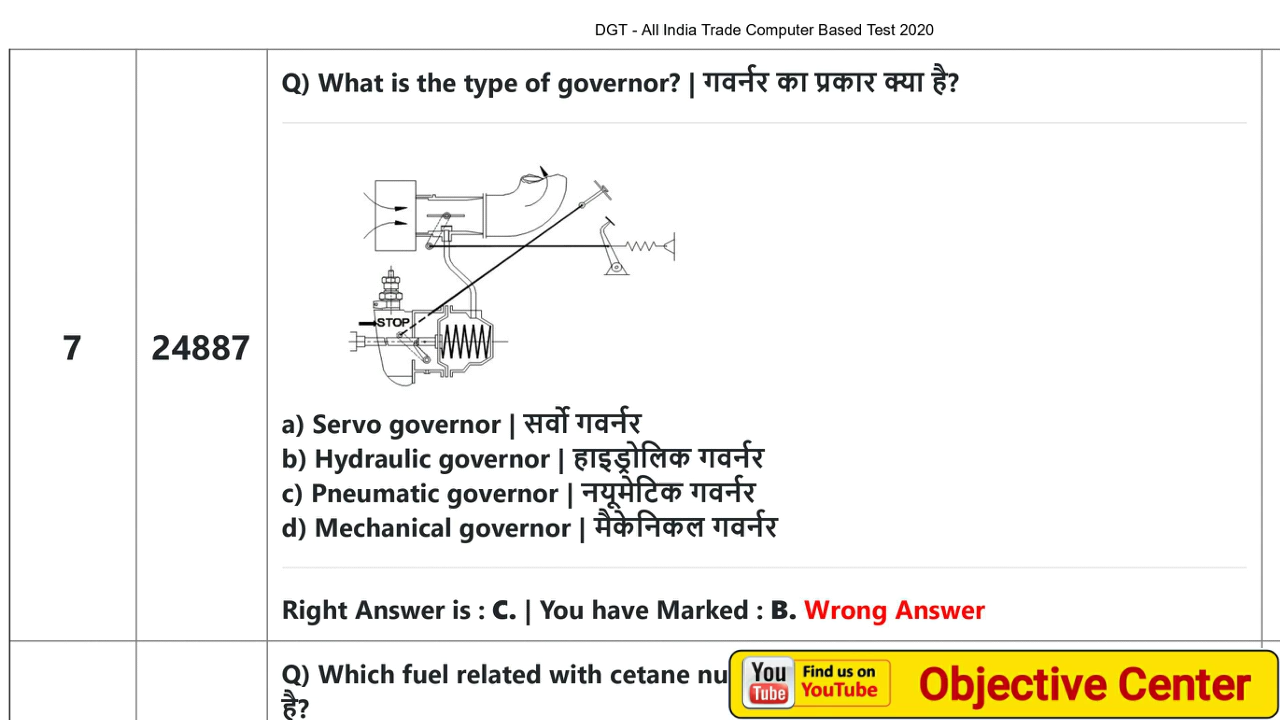 DGT - All India Trade Computer Based Test 2020
Q) What is the type of governor? | गवर्नर का प्रकार क्या है?
STOP
7
24887
a) Servo governor | सर्वो गवर्नर
b) Hydraulic governor | हाइड्रोलिक गवर्नर
c) Pneumatic governor | नयूमेटिक गवर्नर
d) Mechanical governor | मैकेनिकल गवर्नर
Right Answer is : C. | You have Marked : B. Wrong Answer
Q) Which fuel related with cetane nu
है?
You
Tube
Find us on
YouTube
Objective Center